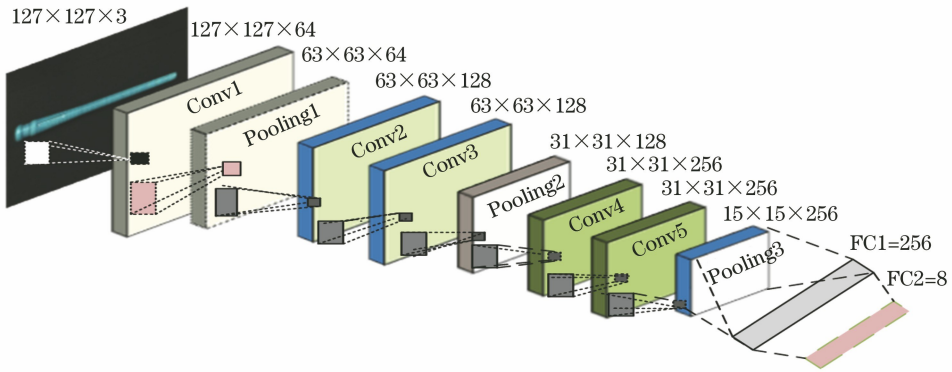 127×127×3
127×127×64
63×63×64
63×63×128
63×63×128
31×31×128
31×31×256
31×31×256
15×15×256
Conv1
Pooling1
Conv2
Conv3
Pooling2
Conv4
Conv5
Pooling3
FC1=256
FC2=8